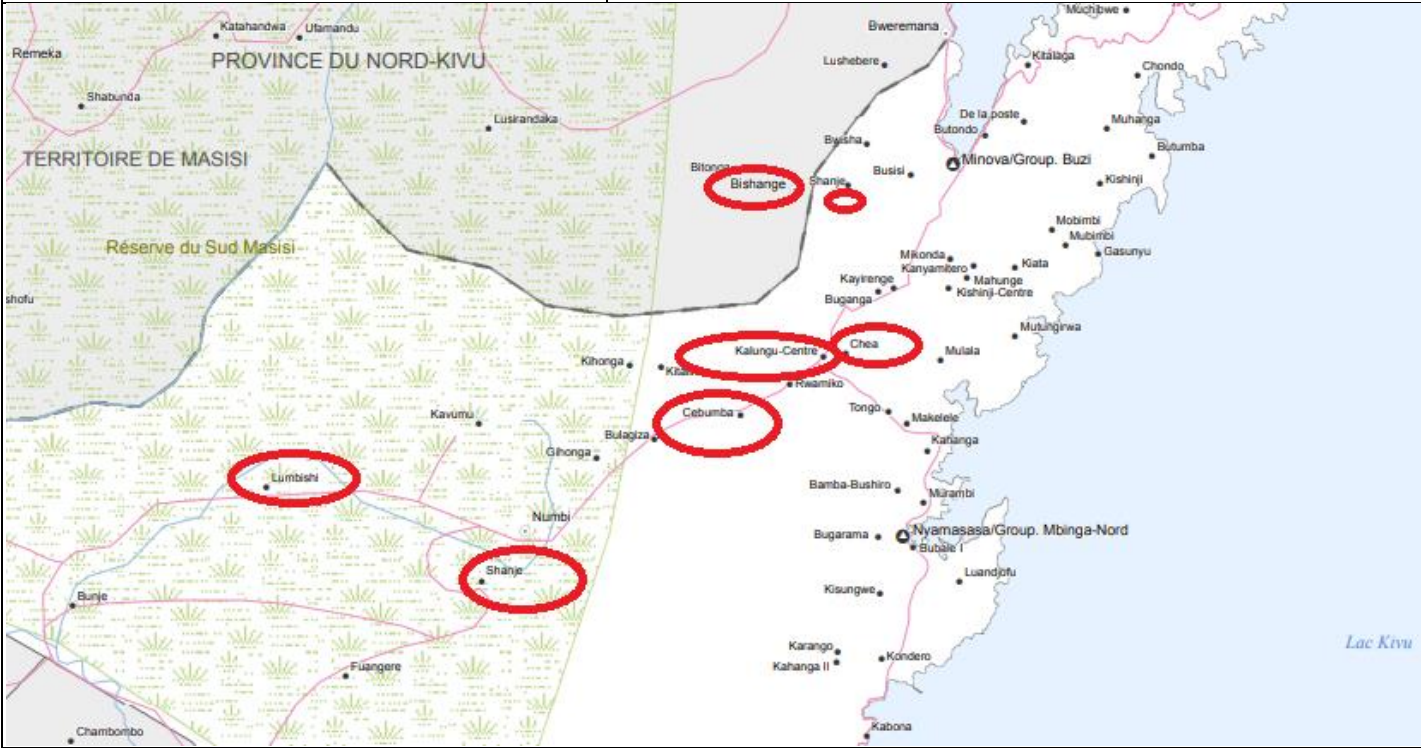 Muchibwe
Katahandwa
Ufamandu
Bweremana
Remeka
PROVINCE DU NORD-KIVU
Lushebere
Kitalaga
Chondo
Shabunda
Lusirandaka
De la poste
Butondo
Muhanga
TERRITOIRE DE MASISI
Bwisha
Butumba
Minova/Group. Buzi
Bitonga
Bishange
Shanje
Busisi
Kishinji
Mobimbi
Mubimbi
Réserve du Sud Masisi
Gasunyu
Mikonda
Kanyamitero
Kiata
Kayirenge
Mahunge
Kishinji-Centre
shofu
Buganga
Mutungirwa
Chea
Kalungu-Centre
Mulala
Kihonga
Rwamiko
Kavumu
Cebumba
Tongo
Makelele
Bulagiza
Kahanga
Gihonga
Lumbishi
Bamba-Bushiro
Murambi
Numbi
Bugarama
Nyamasasa/Group. Mbinga-Nord
Bubale I
Shanje
Luandjofu
Bunje
Kisungwe
Lac Kivu
Karango
Kondero
Fuangere
Kahanga II
Kabona
Chambombo